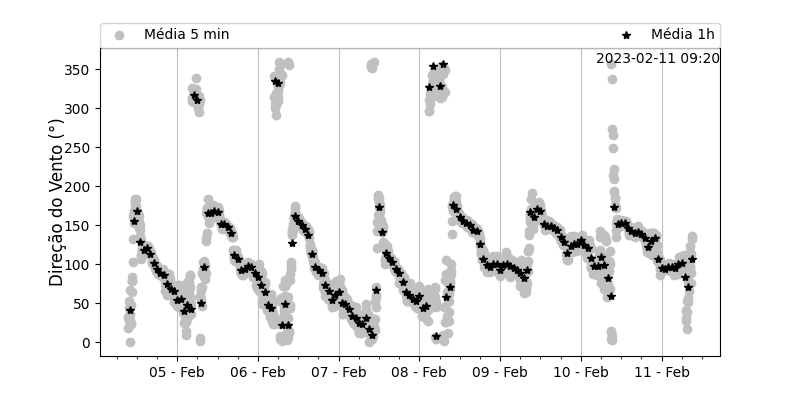 Média 5 min
Média 1h
2023-02-11 09:20
Direção do Vento (°)
350
300
250
200
150
100
50
0
05 - Feb
06 - Feb
07 - Feb
08 - Feb
09 - Feb
10 - Feb
11 - Feb